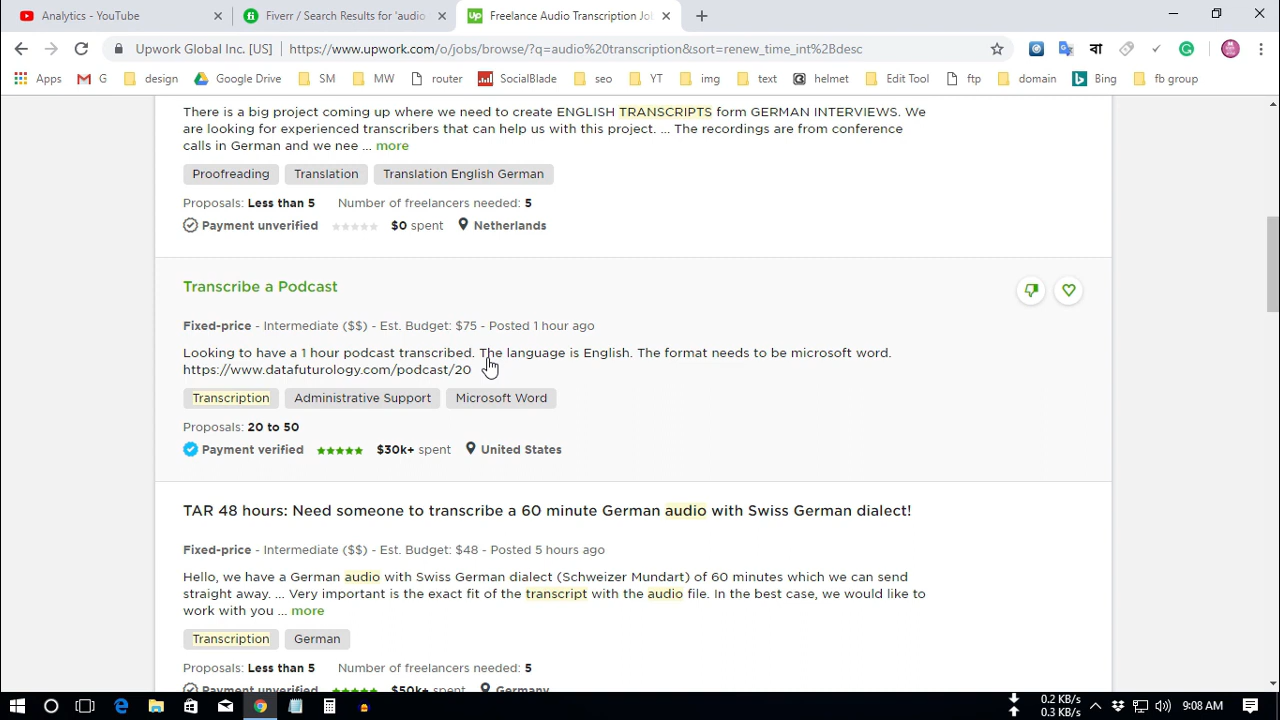 Analytics - YouTube
Fiverr / Search Results for 'audio
Up
Freelance Audio Transcription Jo
Upwork Global Inc. [US]
https://www.upwork.com/o/jobs/browse/?q=audio%20transcription&sort=renew_time_int%2Bdesc
Apps
G
design
Google Drive
SM
MW
router
SocialBlade
seo
YT
img
text
helmet
Edit Tool
ftp
domain
Bing
fb group
There is a big project coming up where we need to create ENGLISH TRANSCRIPTS form GERMAN INTERVIEWS. We
are looking for experienced transcribers that can help us with this project. ... The recordings are from conference
calls in German and we nee ... more
Proofreading
Translation
Translation English German
Proposals: Less than 5
Number of freelancers needed: 5
Payment unverified
$0 spent
Netherlands
Transcribe a Podcast
Fixed-price - Intermediate ($$) - Est. Budget: $75 - Posted 1 hour ago
Looking to have a 1 hour podcast transcribed. The language is English. The format needs to be microsoft word.
https://www.datafuturology.com/podcast/20
Transcription
Administrative Support
Microsoft Word
Proposals: 20 to 50
Payment verified
$30k+ spent
United States
TAR 48 hours: Need someone to transcribe a 60 minute German audio with Swiss German dialect!
Fixed-price - Intermediate ($$) - Est. Budget: $48 - Posted 5 hours ago
Hello, we have a German audio with Swiss German dialect (Schweizer Mundart) of 60 minutes which we can send
straight away. ... Very important is the exact fit of the transcript with the audio file. In the best case, we would like to
work with you ... more
Transcription
German
Proposals: Less than 5
Number of freelancers needed: 5
Payment unverified
$50k+ spent
Germany
0.2 KB/s
0.3 KB/s
9:08 AM